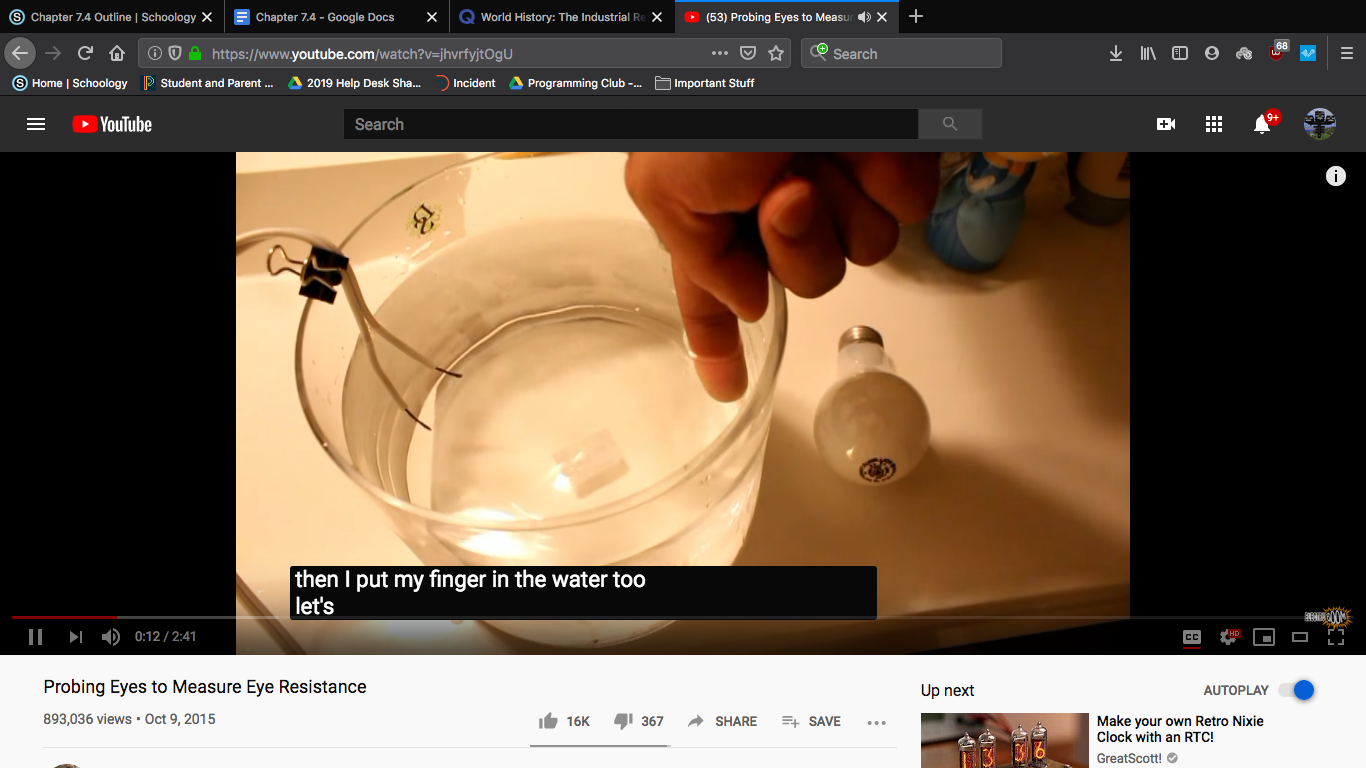 Chapter 7.4 Outline | Schoology
Chapter 7.4 - Google Docs
World History: The Industrial Re
(53) Probing Eyes to Measur
https://www.youtube.com/watch?v=jhvrfyjtOgU
Search
68
Home | Schoology
Student and Parent ...
2019 Help Desk Sha...
Incident
Programming Club -...
Important Stuff
YouTube
Search
9+
then I put my finger in the water too
let's
0:12 / 2:41
CC
HD
ELECTROBOOM
Probing Eyes to Measure Eye Resistance
893,036 views • Oct 9, 2015
16K
367
SHARE
SAVE
Up next
AUTOPLAY
Make your own Retro Nixie
Clock with an RTC!
GreatScott!